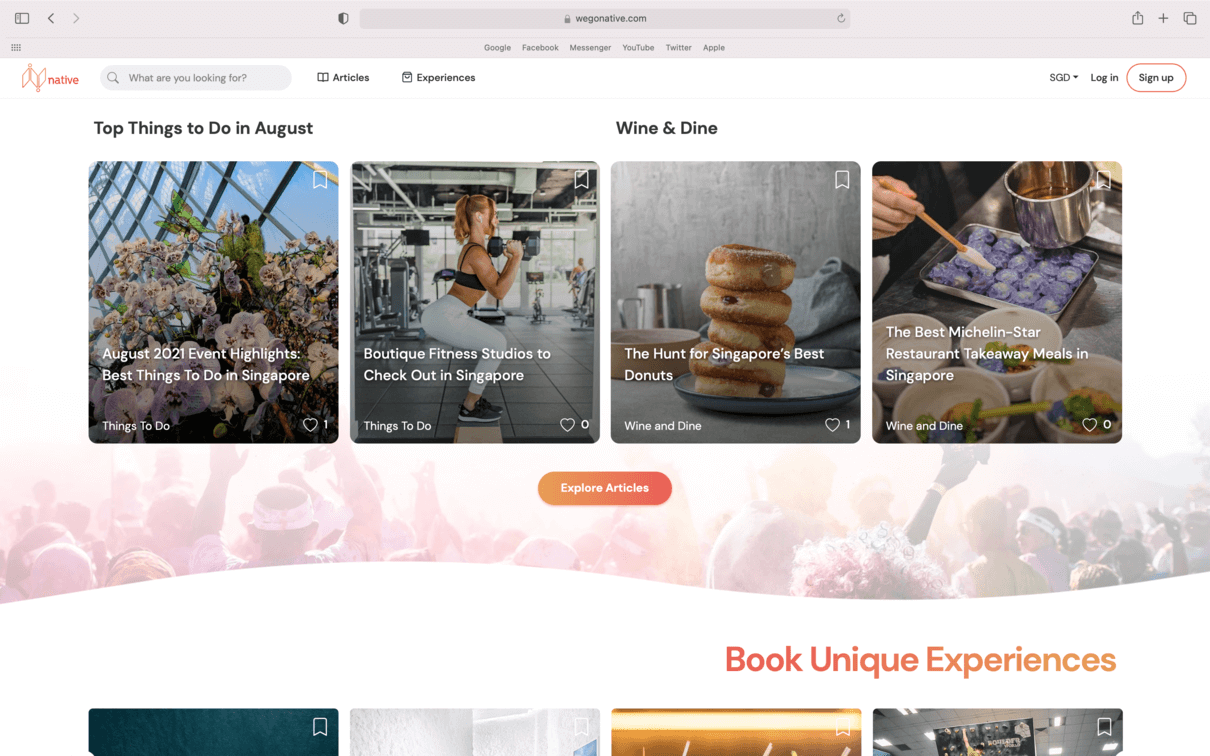 wegonative.com
Google Facebook Messenger YouTube Twitter Apple
native
What are you looking for?
Articles
Experiences
SGD
Log in
Sign up
Top Things to Do in August
Wine & Dine
August 2021 Event Highlights:
Best Things To Do in Singapore
Things To Do
1
Boutique Fitness Studios to
Check Out in Singapore
Things To Do
0
The Hunt for Singapore's Best
Donuts
Wine and Dine
1
The Best Michelin-Star
Restaurant Takeaway Meals in
Singapore
Wine and Dine
0
Explore Articles
Book Unique Experiences